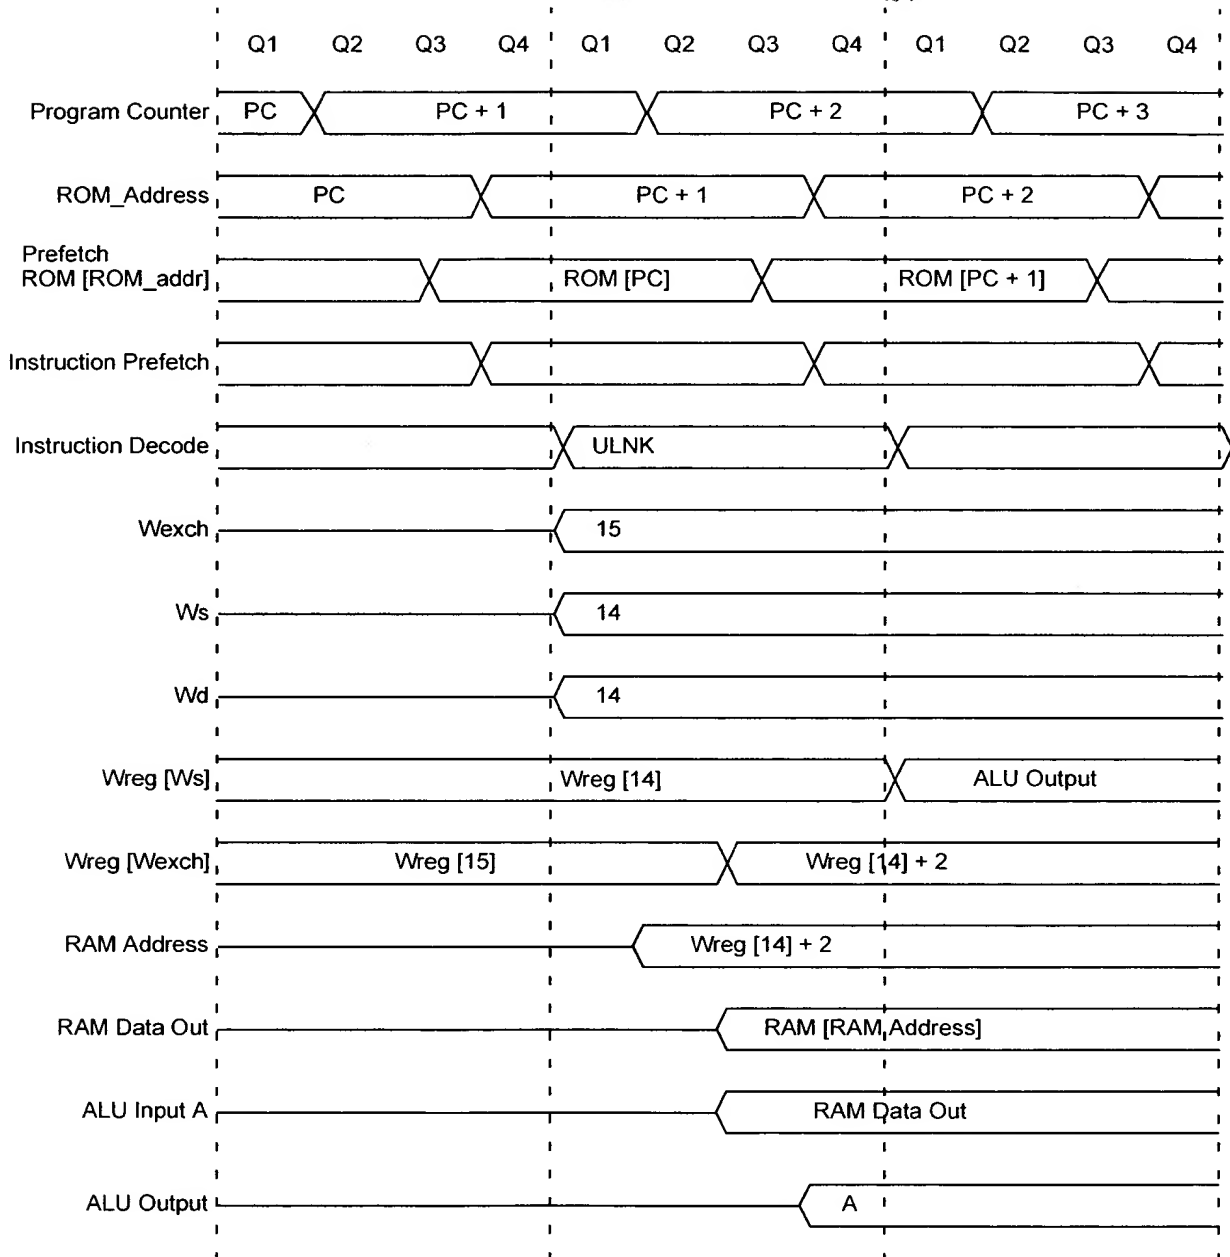 Q1 Q2 Q3 Q4 Q1 Q2 Q3 Q4 Q1 Q2 Q3 Q4
Program Counter PC PC + 1 PC + 2 PC + 3
ROM_Address PC PC + 1 PC + 2
Prefetch
ROM [ROM_addr] ROM [PC] ROM [PC + 1]
Instruction Prefetch
Instruction Decode ULNK
Wexch 15
Ws 14
Wd 14
Wreg [Ws] Wreg [14] ALU Output
Wreg [Wexch] Wreg [15] Wreg [14] + 2
RAM Address Wreg [14] + 2
RAM Data Out RAM [RAM Address]
ALU Input A RAM Data Out
ALU Output A